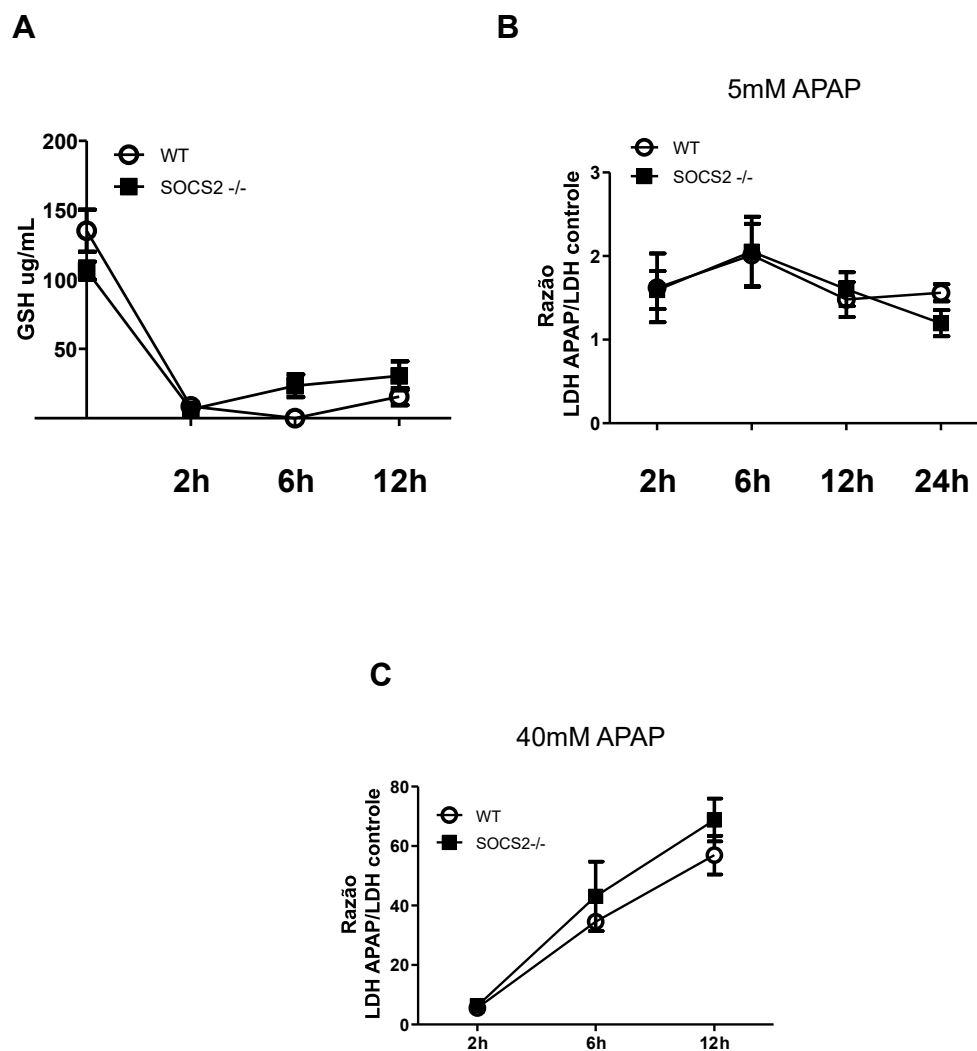 A
GSH ug/mL
200
150
100
50
WT
SOCS2 -/-
2h 6h 12h
B
5mM APAP
Razão
LDH APAP/LDH controle
3
2
1
0
WT
SOCS2 -/-
2h 6h 12h 24h
C
40mM APAP
Razão
LDH APAP/LDH controle
80
60
40
20
0
WT
SOCS2-/-
2h 6h 12h